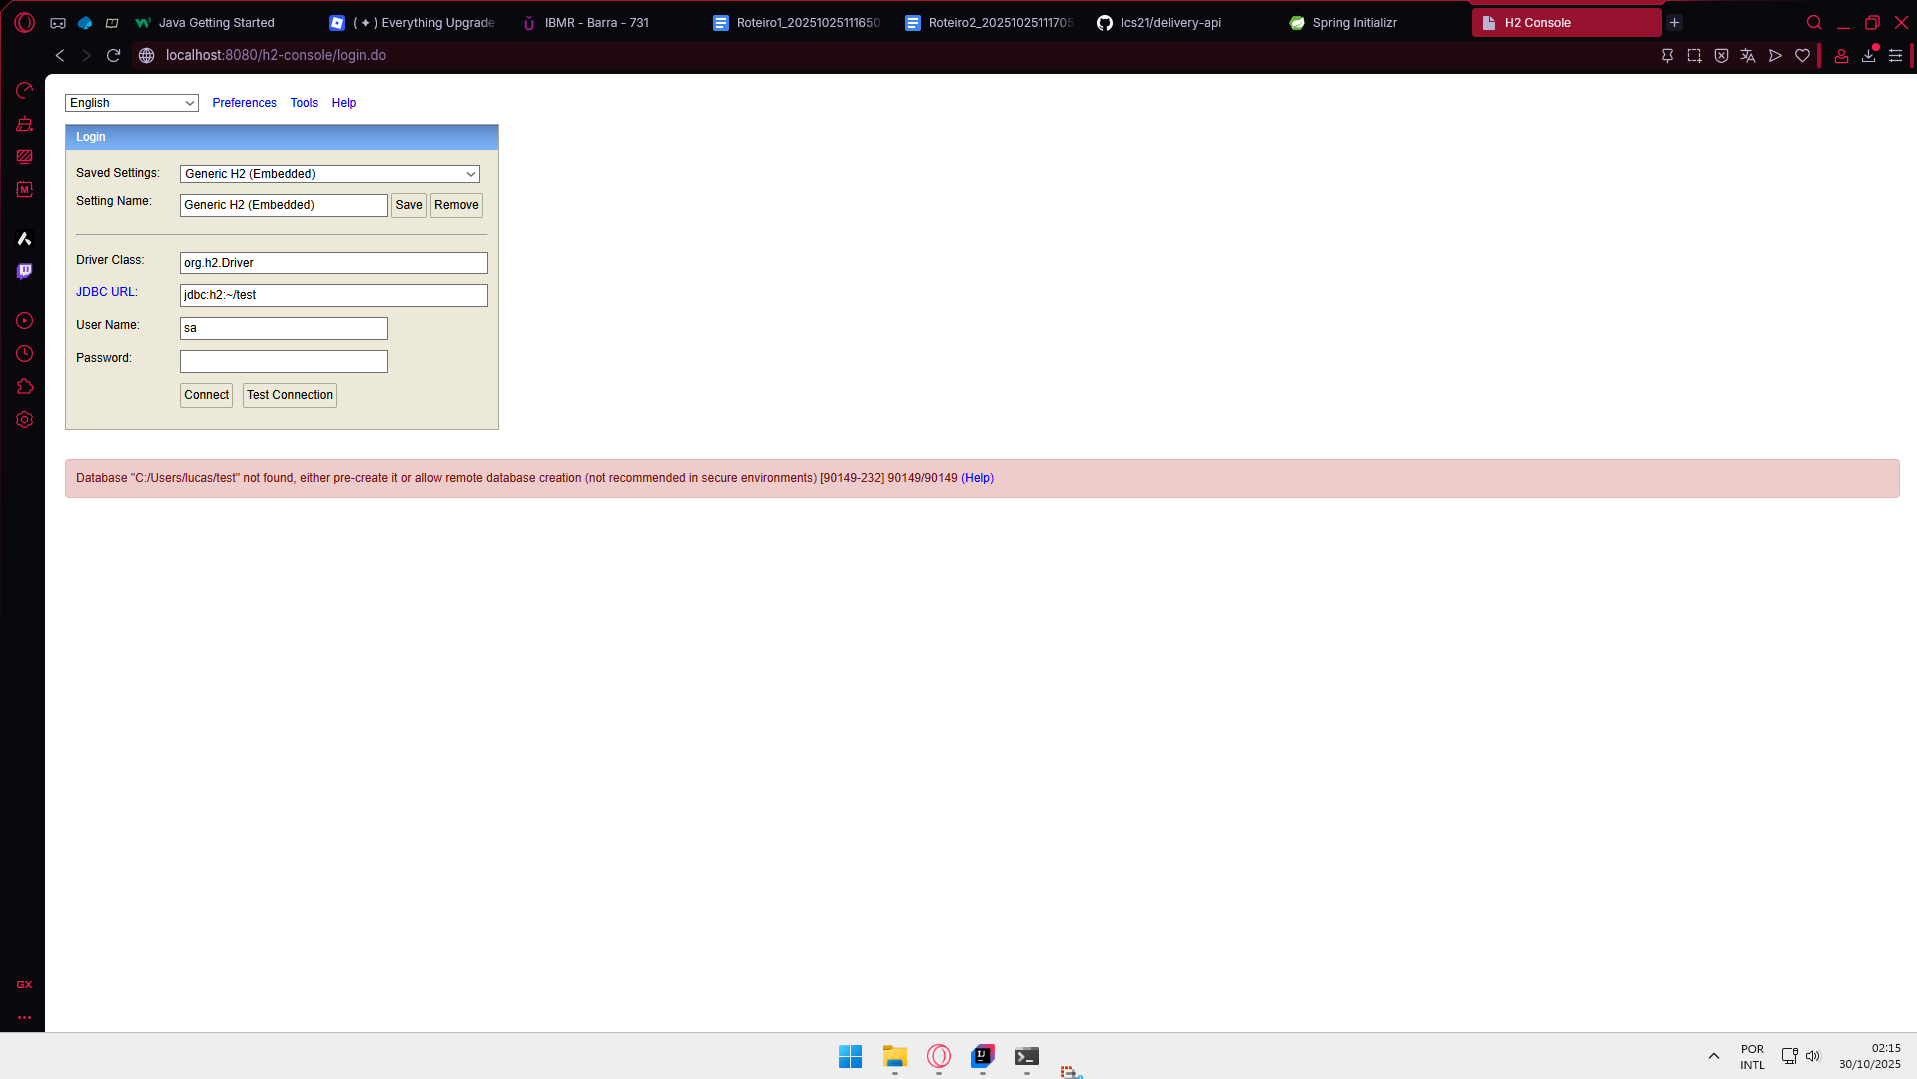 Java Getting Started
( ✦ ) Everything Upgrade
IBMR - Barra - 731
Roteiro1_20251025111650
Roteiro2_20251025111705
lcs21/delivery-api
Spring Initializr
H2 Console
localhost:8080/h2-console/login.do
English
Preferences
Tools
Help
Login
Saved Settings:
Generic H2 (Embedded)
Setting Name:
Generic H2 (Embedded)
Save
Remove
Driver Class:
org.h2.Driver
JDBC URL:
jdbc:h2:~/test
User Name:
sa
Password:
Connect
Test Connection
Database "C:/Users/lucas/test" not found, either pre-create it or allow remote database creation (not recommended in secure environments) [90149-232] 90149/90149 (Help)
M
GX
POR
INTL
02:15
30/10/2025